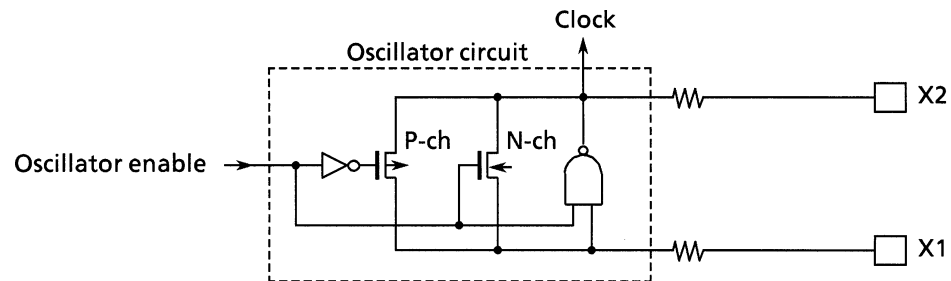 Clock
Oscillator circuit
X2
P-ch
N-ch
Oscillator enable
X1